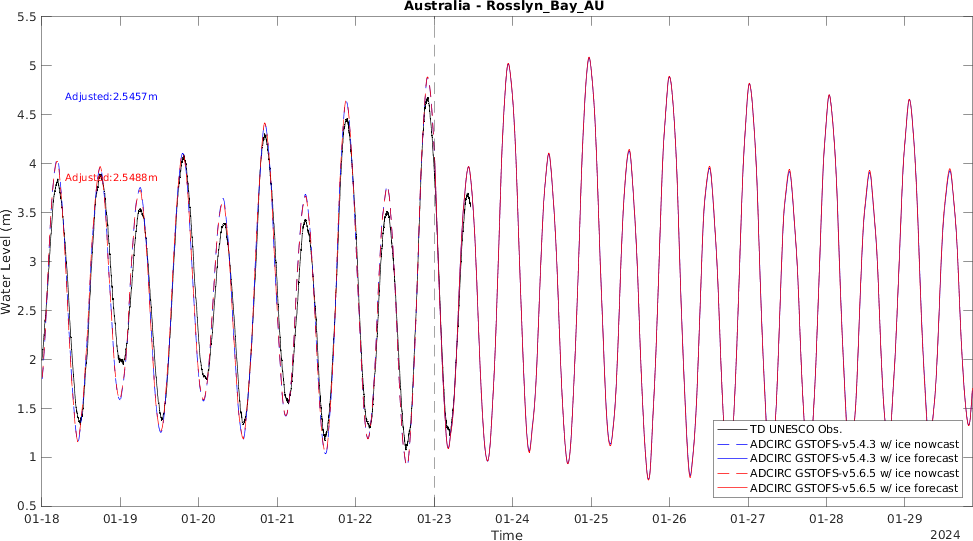 Australia - Rosslyn_Bay_AU
5.5
5
4.5
4
3.5
3
2.5
2
1.5
1
0.5
Water Level (m)
Adjusted:2.5457m
Adjusted:2.5488m
TD UNESCO Obs.
ADCIRC GSTOFS-v5.4.3 w/ ice nowcast
ADCIRC GSTOFS-v5.4.3 w/ ice forecast
ADCIRC GSTOFS-v5.6.5 w/ ice nowcast
ADCIRC GSTOFS-v5.6.5 w/ ice forecast
01-18 01-19 01-20 01-21 01-22 01-23 01-24 01-25 01-26 01-27 01-28 01-29
Time
2024